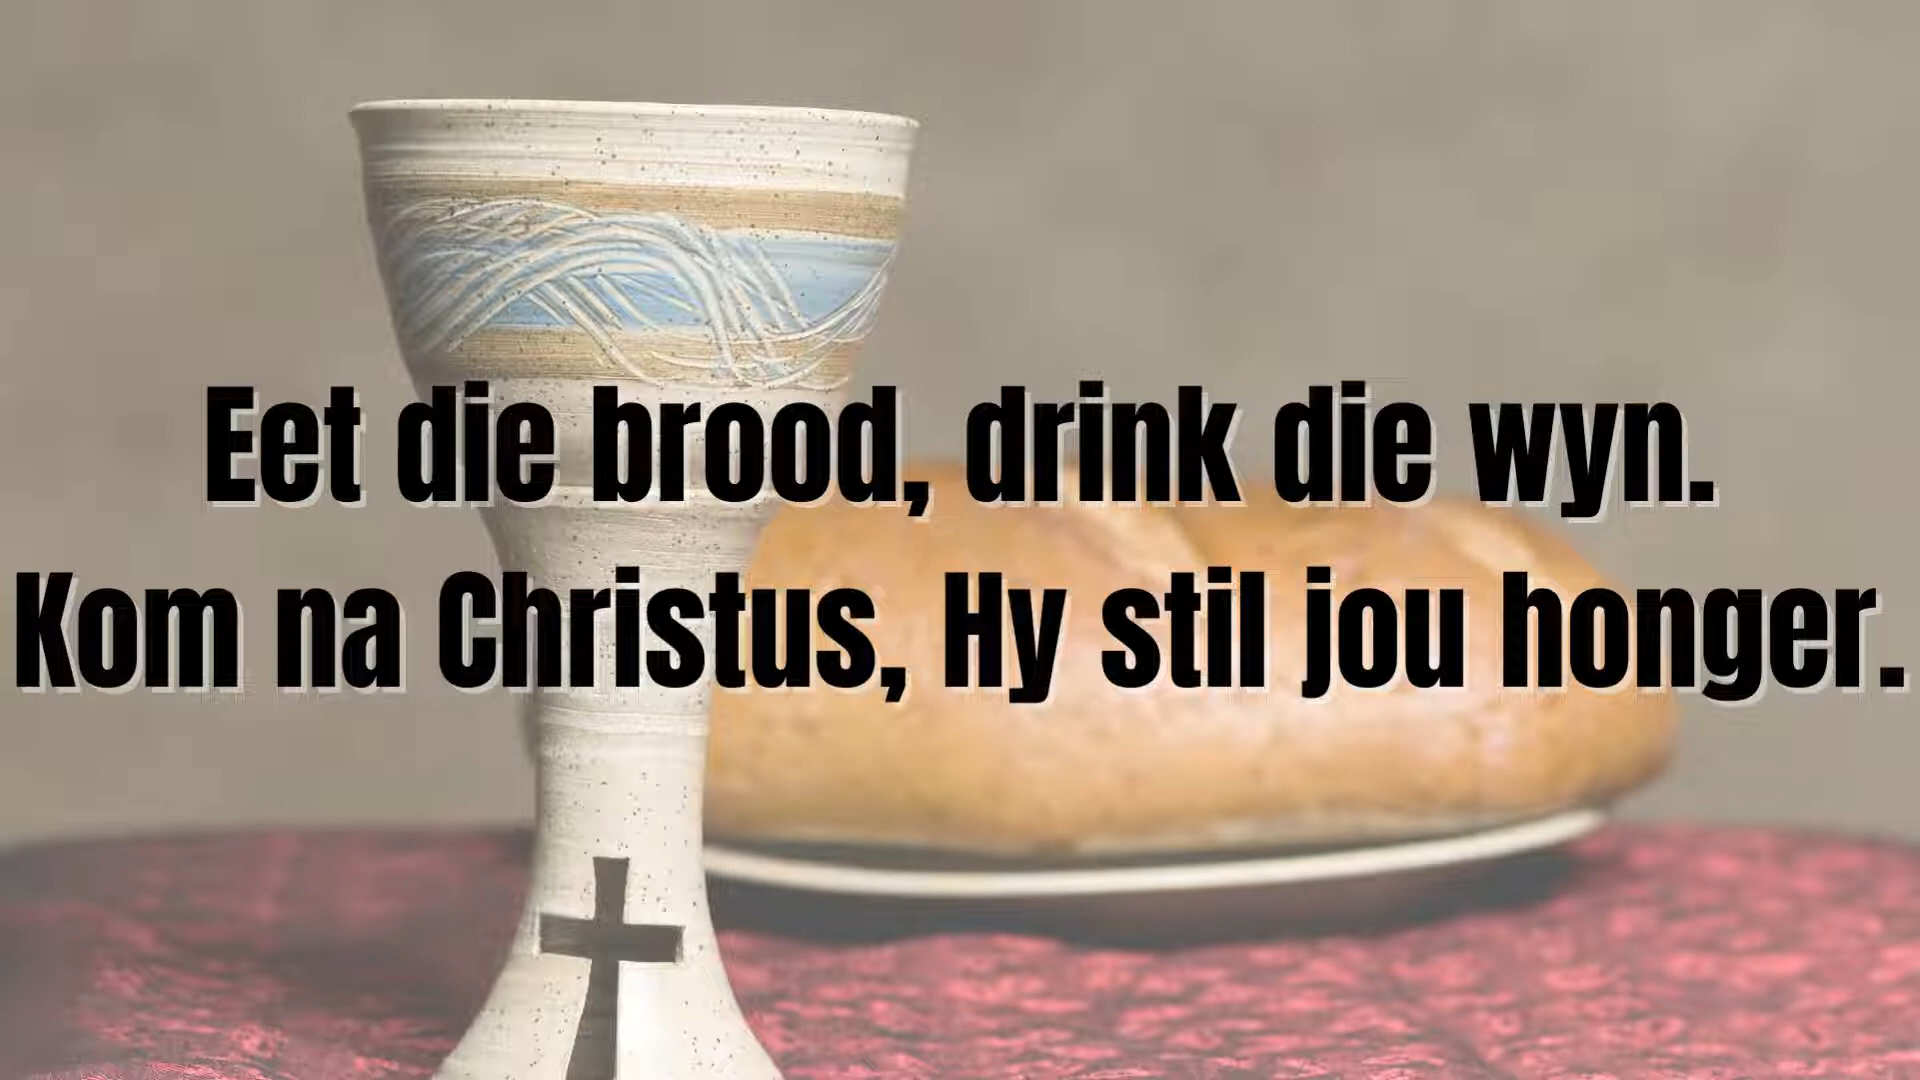 Eet die brood, drink die wyn.
Kom na Christus, Hy stil jou honger.